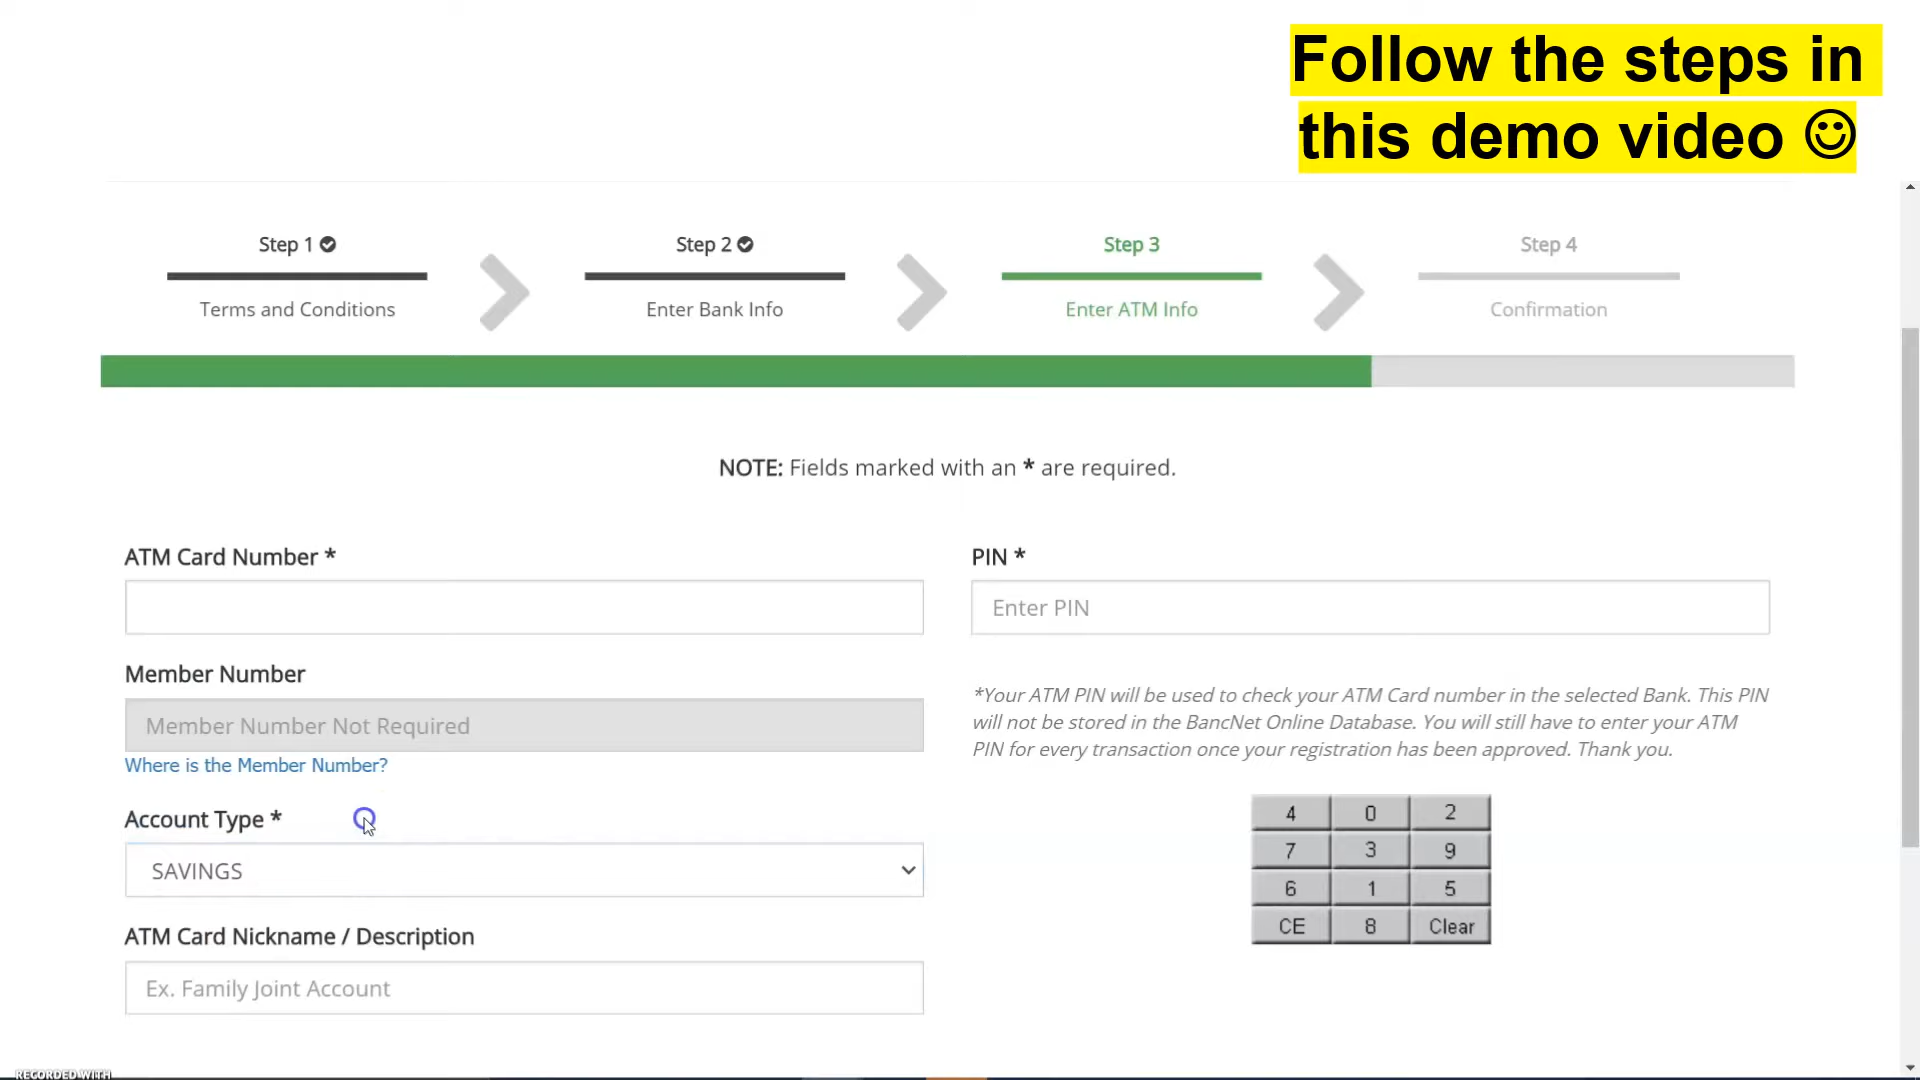 Follow the steps in
this demo video ☺
Step 1
Step 2
Step 3
Step 4
Terms and Conditions
Enter Bank Info
Enter ATM Info
Confirmation
NOTE: Fields marked with an * are required.
ATM Card Number *
PIN *
Enter PIN
Member Number
Member Number Not Required
Where is the Member Number?
*Your ATM PIN will be used to check your ATM Card number in the selected Bank. This PIN
will not be stored in the BancNet Online Database. You will still have to enter your ATM
PIN for every transaction once your registration has been approved. Thank you.
Account Type *
SAVINGS
4 0 2
7 3 9
6 1 5
CE 8 Clear
ATM Card Nickname / Description
Ex. Family Joint Account
RECORDED WITH